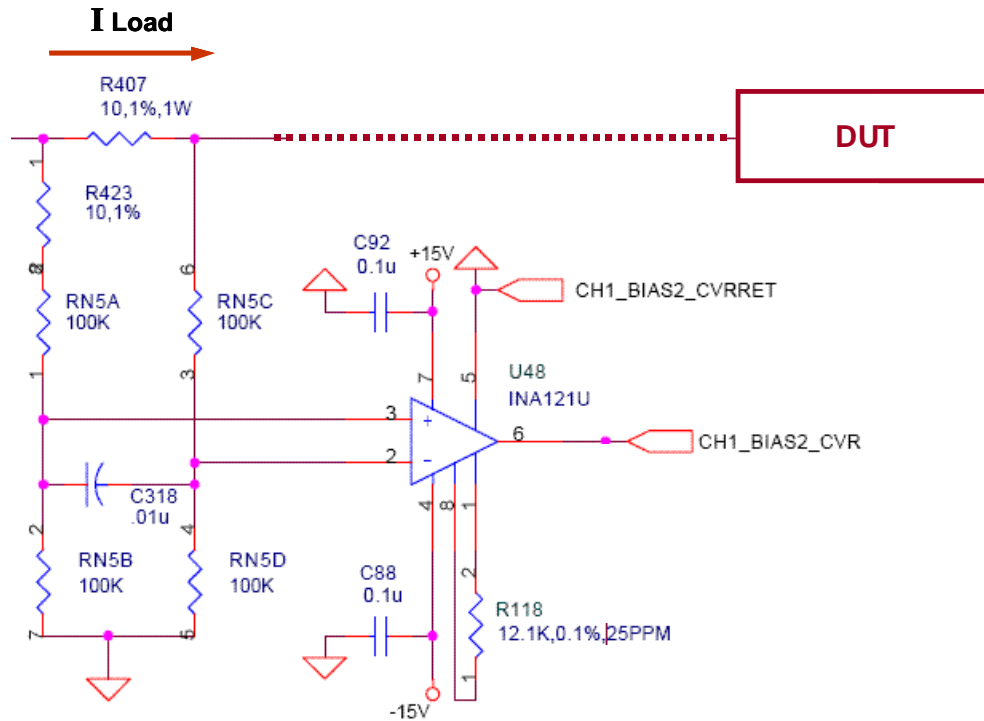 I Load
R407
10,1%,1W
DUT
1
R423
10,1%
2
6
RN5A
100K
RN5C
100K
1
3
C92
0.1u
+15V
CH1_BIAS2_CVRRET
7
5
U48
INA121U
3
+
2
-
6
CH1_BIAS2_CVR
4
8
1
C318
.01u
2
4
RN5B
100K
RN5D
100K
7
5
C88
0.1u
2
R118
12.1K,0.1%,25PPM
1
-15V